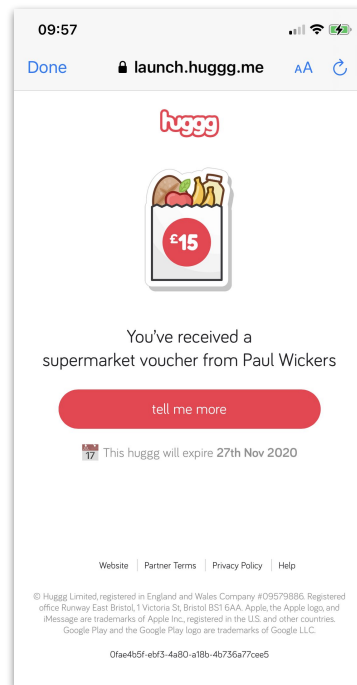 09:57
Done launch.huggg.me AA
huggg
£15
You've received a
supermarket voucher from Paul Wickers
tell me more
17 This huggg will expire 27th Nov 2020
Website | Partner Terms | Privacy Policy | Help
© Huggg Limited, registered in England and Wales Company #09579886. Registered
office Runway East Bristol, 1 Victoria St, Bristol BS1 6AA. Apple, the Apple logo, and
iMessage are trademarks of Apple Inc., registered in the U.S. and other countries.
Google Play and the Google Play logo are trademarks of Google LLC.
0fae4b5f-ebf3-4a80-a18b-4b736a77cee5